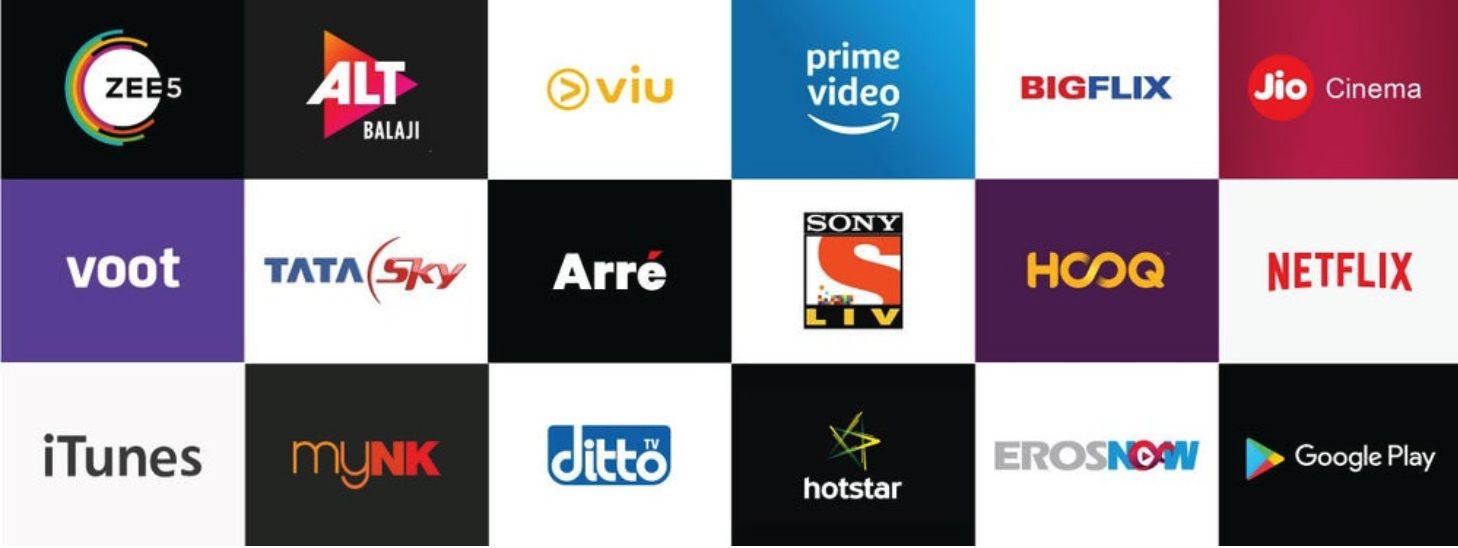 ZEE5
ALT
BALAJI
viu
prime
video
BIGFLIX
Jio Cinema
voot
TATA Sky
Arré
SONY
S
LIV
HOOQ
NETFLIX
iTunes
myNK
ditto TV
hotstar
EROSNOW
Google Play